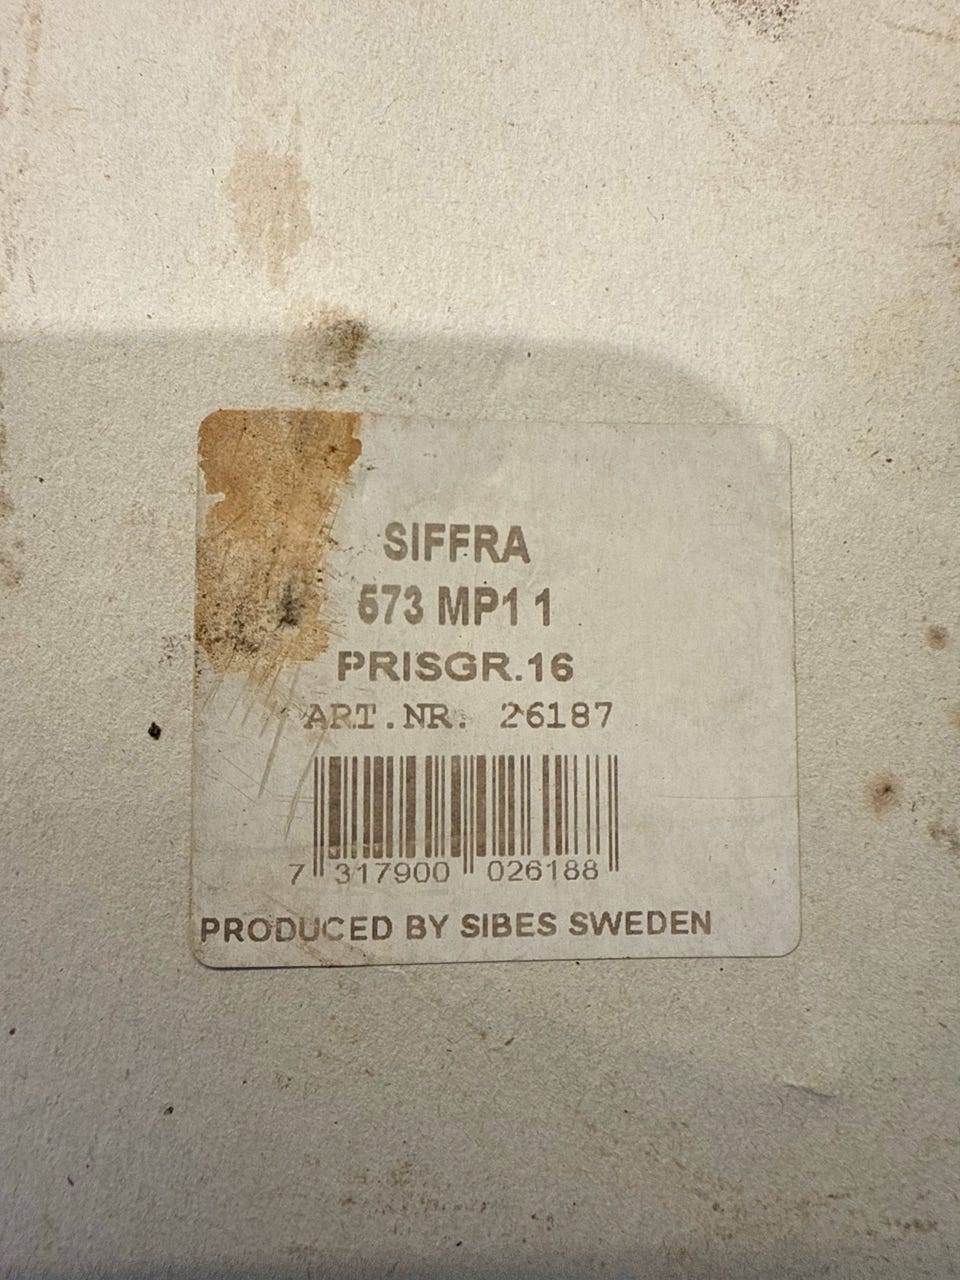 SIFFRA
573 MP1 1
PRISGR.16
ART.NR. 26187
7 317900 026188
PRODUCED BY SIBES SWEDEN